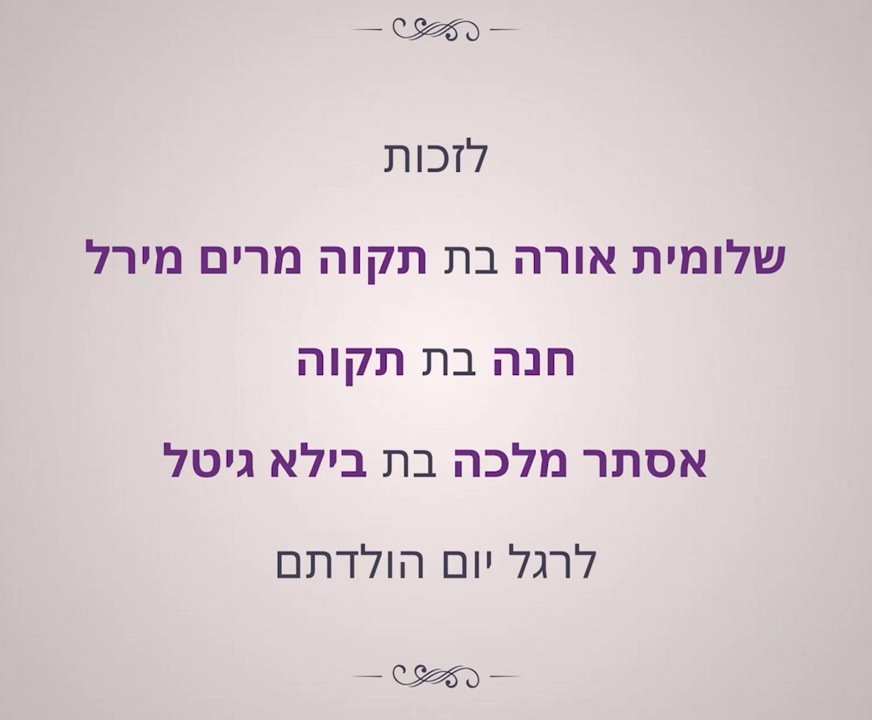 לזכות
שלומית אורה בת תקוה מרים מירל
חנה בת תקוה
אסתר מלכה בת בילא גיטל
לרגל יום הולדתם